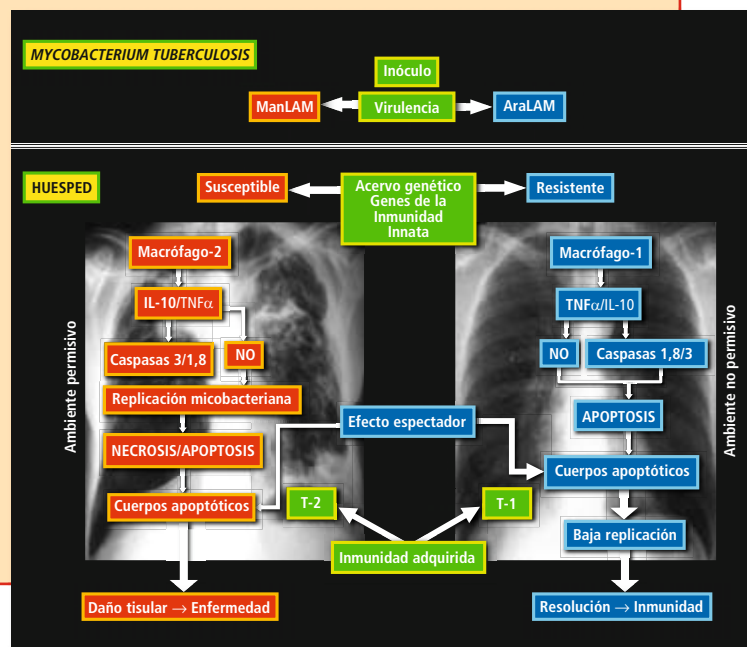 MYCOBACTERIUM TUBERCULOSIS
Inóculo
ManLAM
Virulencia
AraLAM
HUESPED
Susceptible
Acervo genético
Genes de la
Inmunidad
Innata
Resistente
Ambiente permisivo
Macrófago-2
IL-10/TNFα
Caspasas 3/1,8
NO
Replicación micobacteriana
NECROSIS/APOPTOSIS
Cuerpos apoptóticos
Daño tisular → Enfermedad
Efecto espectador
T-2
T-1
Inmunidad adquirida
Macrófago-1
TNFα/IL-10
NO
Caspasas 1,8/3
APOPTOSIS
Cuerpos apoptóticos
Baja replicación
Resolución → Inmunidad
Ambiente no permisivo